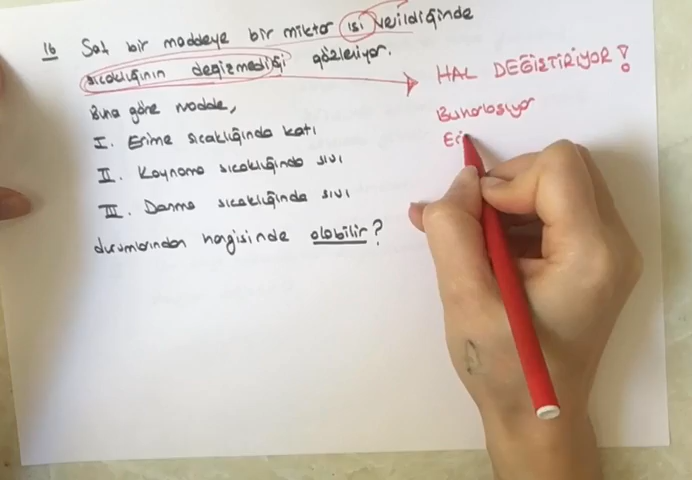 16 Saf bir maddeye bir miktar ısı verildiğinde
sıcaklığının değişmediği gözleniyor.
HAL DEĞİŞTİRİYOR !
Buna göre madde,
Buharlaşıyor
I. Erime sıcaklığında katı
Eri
II. Kaynama sıcaklığında sıvı
III. Donma sıcaklığında sıvı
durumlarından hangisinde olabilir?